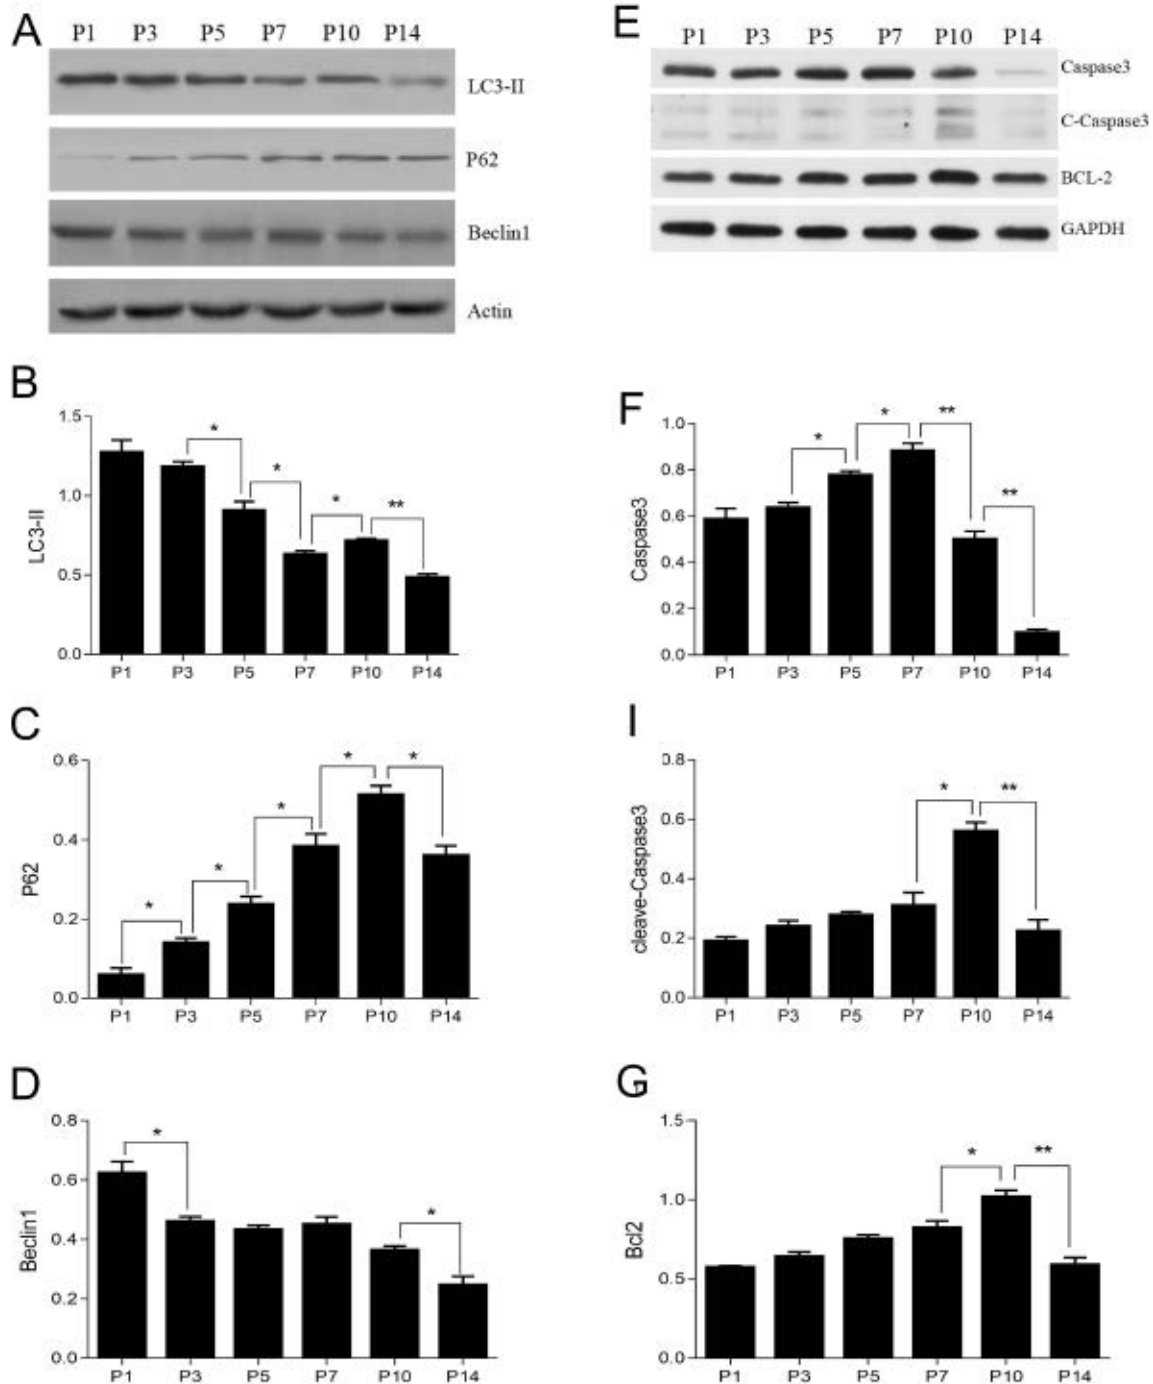 A
P1 P3 P5 P7 P10 P14
LC3-II
P62
Beclin1
Actin
E
P1 P3 P5 P7 P10 P14
Caspase3
C-Caspase3
BCL-2
GAPDH
B
LC3-II
1.5
1.0
0.5
0.0
* * * **
P1 P3 P5 P7 P10 P14
F
Caspase3
1.0
0.8
0.6
0.4
0.2
0.0
* * ** **
P1 P3 P5 P7 P10 P14
C
P62
0.6
0.4
0.2
0.0
* * * * *
P1 P3 P5 P7 P10 P14
I
cleave-Caspase3
0.8
0.6
0.4
0.2
0.0
* **
P1 P3 P5 P7 P10 P14
D
Beclin1
0.8
0.6
0.4
0.2
0.0
* *
P1 P3 P5 P7 P10 P14
G
Bcl2
1.5
1.0
0.5
0.0
* **
P1 P3 P5 P7 P10 P14